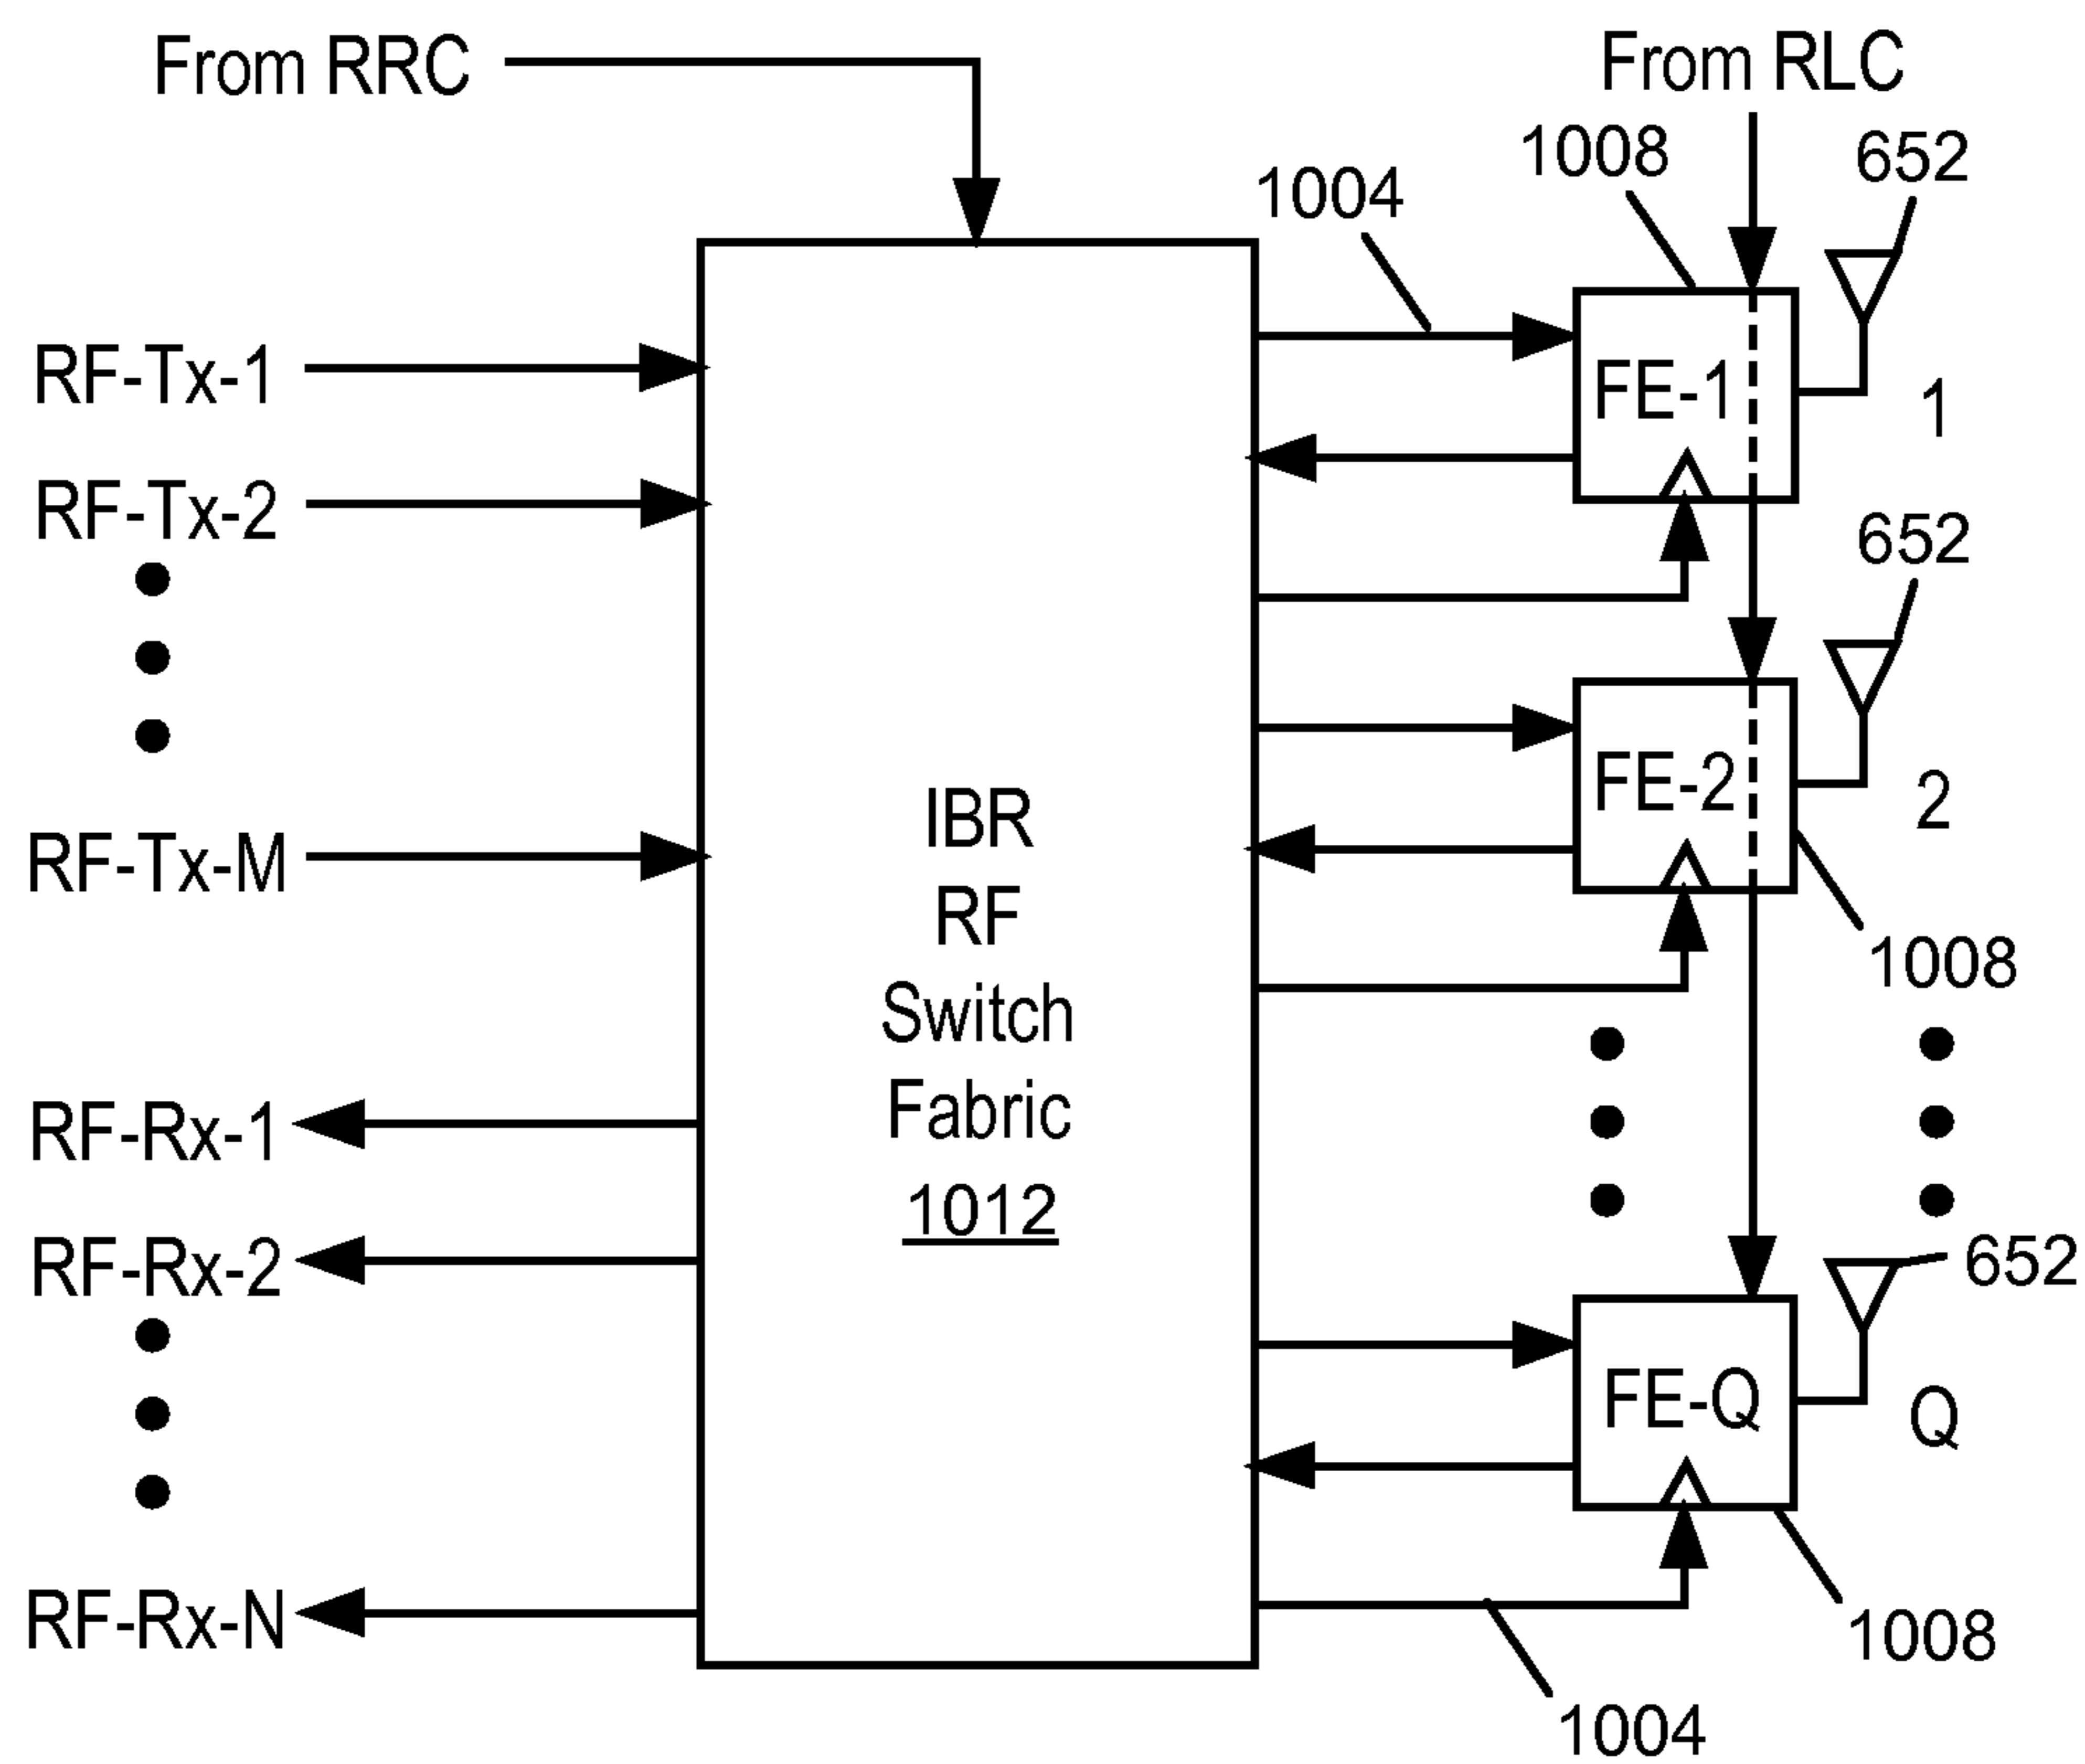 From RRC
From RLC
1008
652
1004
RF-Tx-1
FE-1
1
RF-Tx-2
652
FE-2
2
RF-Tx-M
1008
IBR
RF
Switch
Fabric
1012
RF-Rx-1
RF-Rx-2
652
FE-Q
Q
RF-Rx-N
1008
1004